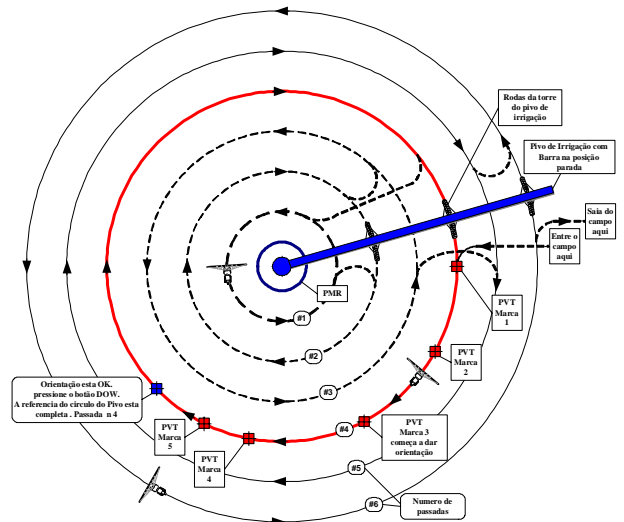 Rodas da torre
do pivo de
irrigação
Pivo de Irrigação com
Barra na posição
parada
Saia do
campo
aqui
Entre o
campo
aqui
PMR
PVT
Marca
1
#1
PVT
Marca
2
#2
Orientação esta OK.
pressione o botão DOW.
A referencia do circulo do Pivo esta
completa . Passada n 4
#3
PVT
Marca
5
PVT
Marca
4
#4
PVT
Marca 3
começa a dar
orientação
#5
#6
Numero de
passadas